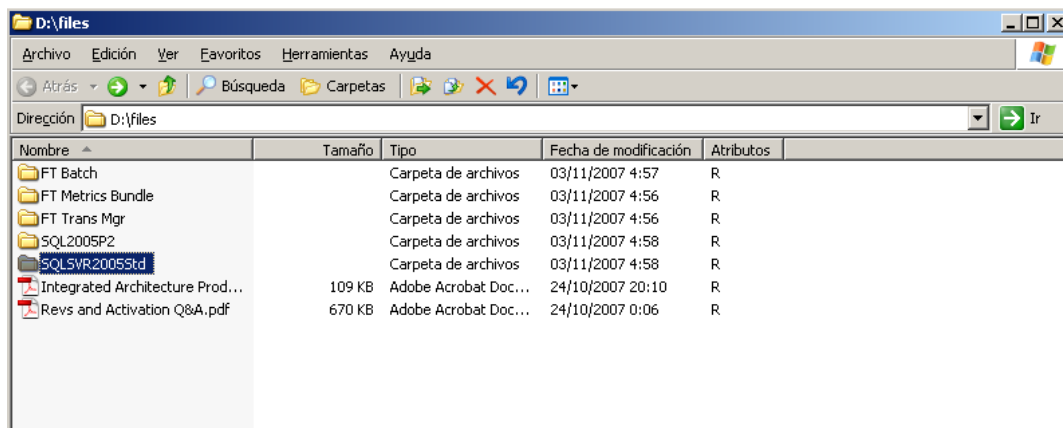 D:\files
Archivo Edición Ver Favoritos Herramientas Ayuda
Atrás Búsqueda Carpetas
Dirección D:\files Ir
Nombre Tamaño Tipo Fecha de modificación Atributos
FT Batch Carpeta de archivos 03/11/2007 4:57 R
FT Metrics Bundle Carpeta de archivos 03/11/2007 4:56 R
FT Trans Mgr Carpeta de archivos 03/11/2007 4:56 R
SQL2005P2 Carpeta de archivos 03/11/2007 4:58 R
SQLSVR2005Std Carpeta de archivos 03/11/2007 4:58 R
Integrated Architecture Prod... 109 KB Adobe Acrobat Doc... 24/10/2007 20:10 R
Revs and Activation Q&A.pdf 670 KB Adobe Acrobat Doc... 24/10/2007 0:06 R